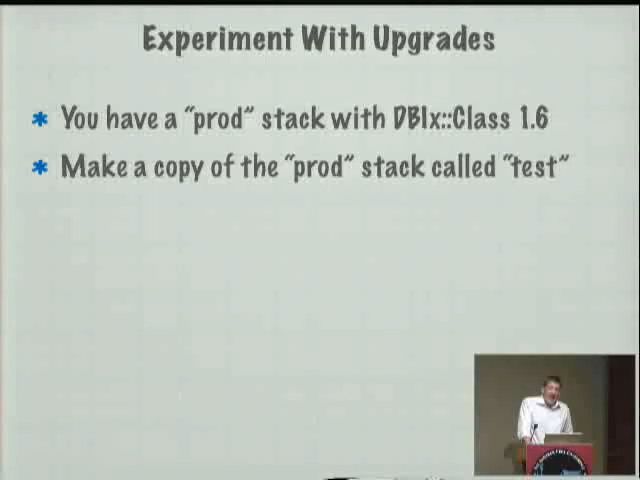 Experiment With Upgrades
* You have a “prod” stack with DBIx::Class 1.6
* Make a copy of the “prod” stack called “test”